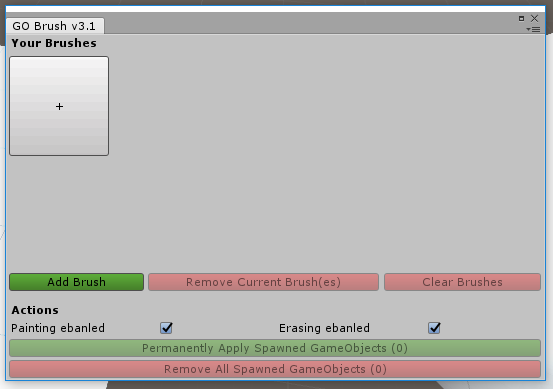 GO Brush v3.1
Your Brushes
+
Add Brush Remove Current Brush(es) Clear Brushes
Actions
Painting ebanled Erasing ebanled
Permanently Apply Spawned GameObjects (0)
Remove All Spawned GameObjects (0)